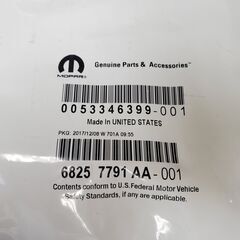 MOPAR®
Genuine Parts & Accessories™
0053346399-001
Made In UNITED STATES
PKG: 2017/12/08 W 701A 09:55
6825 7791 AA-001
Contents conform to U.S. Federal Motor Vehicle
Safety Standards, if any are applicable.